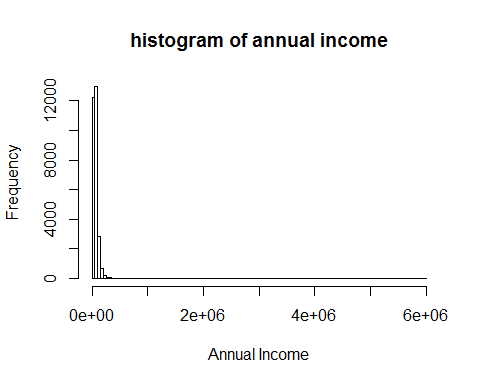 histogram of annual income
Frequency
12000
8000
4000
0
0e+00 2e+06 4e+06 6e+06
Annual Income